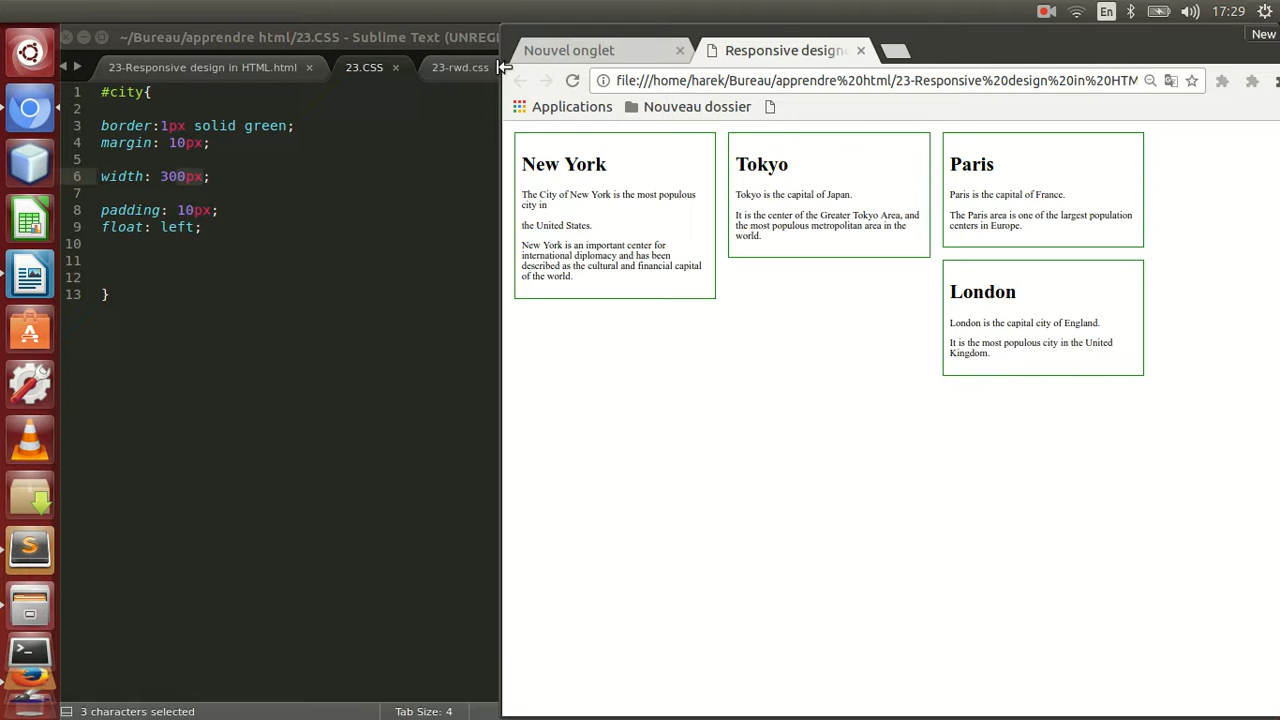 En
17:29
~/Bureau/apprendre html/23.CSS - Sublime Text (UNREG
New
23-Responsive design in HTML.html
23.CSS
23-rwd.css
Nouvel onglet
Responsive design
file:///home/harek/Bureau/apprendre%20html/23-Responsive%20design%20in%20HTM
Applications
Nouveau dossier
1 #city{
2
3 border:1px solid green;
4 margin: 10px;
5
6 width: 300px;
7
8 padding: 10px;
9 float: left;
10
11
12
13 }
New York
The City of New York is the most populous
city in
the United States.
New York is an important center for
international diplomacy and has been
described as the cultural and financial capital
of the world.
Tokyo
Tokyo is the capital of Japan.
It is the center of the Greater Tokyo Area, and
the most populous metropolitan area in the
world.
Paris
Paris is the capital of France.
The Paris area is one of the largest population
centers in Europe.
London
London is the capital city of England.
It is the most populous city in the United
Kingdom.
3 characters selected
Tab Size: 4